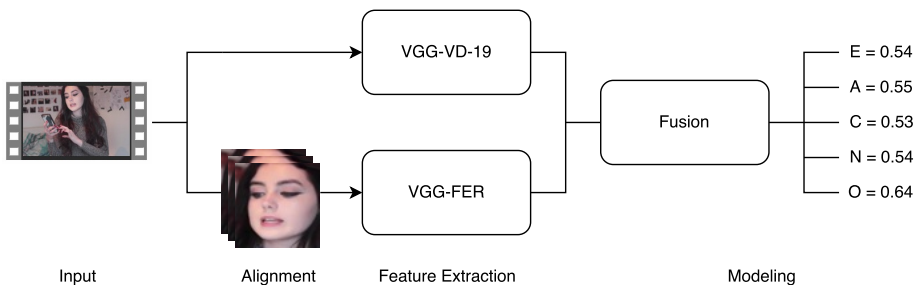 VGG-VD-19
E = 0.54
A = 0.55
Fusion
C = 0.53
N = 0.54
VGG-FER
O = 0.64
Input
Alignment
Feature Extraction
Modeling